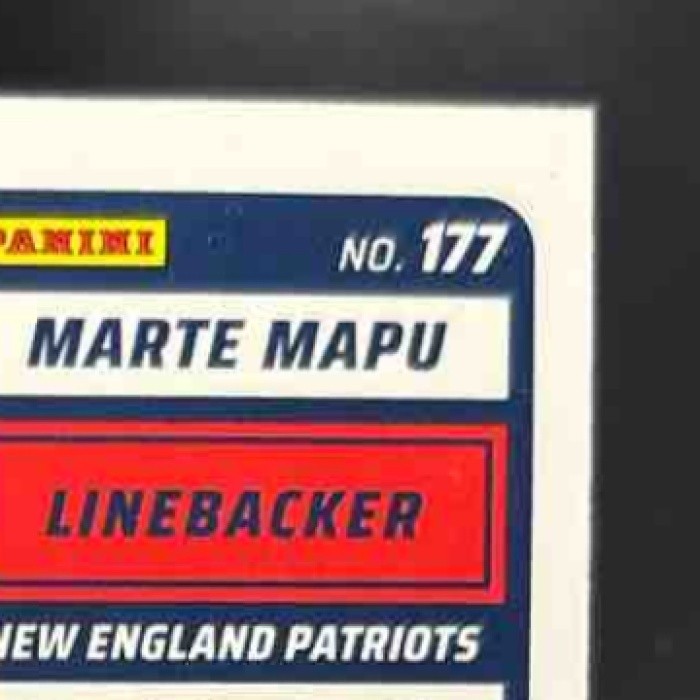 PANINI
NO. 177
MARTE MAPU
LINEBACKER
NEW ENGLAND PATRIOTS